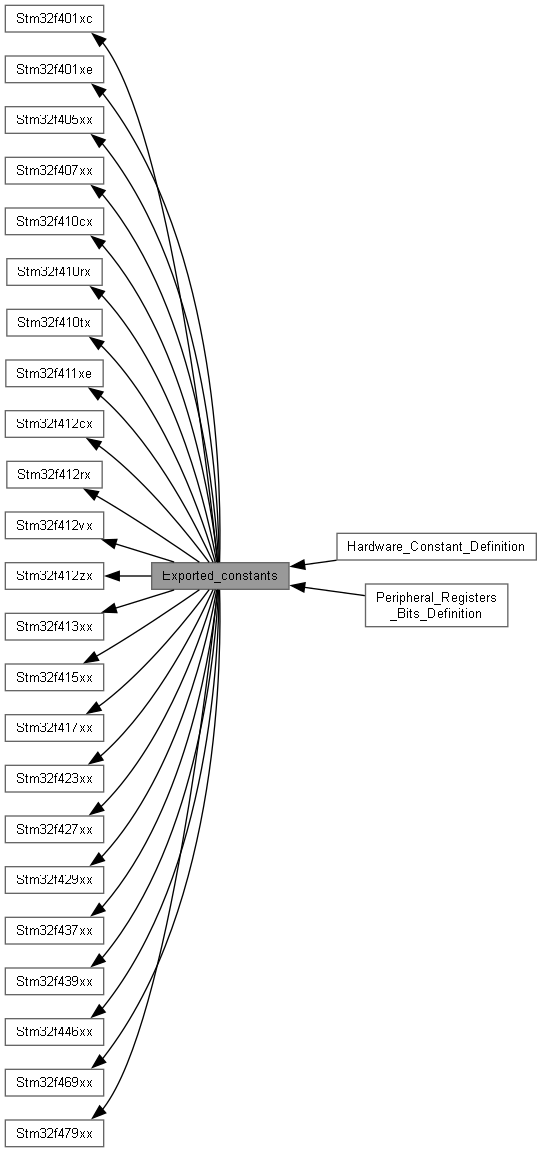 Stm32f401xc
Stm32f401xe
Stm32f405xx
Stm32f407xx
Stm32f410cx
Stm32f410rx
Stm32f410tx
Stm32f411xe
Stm32f412cx
Stm32f412rx
Stm32f412vx
Stm32f412zx
Stm32f413xx
Stm32f415xx
Stm32f417xx
Stm32f423xx
Stm32f427xx
Stm32f429xx
Stm32f437xx
Stm32f439xx
Stm32f446xx
Stm32f469xx
Stm32f479xx
Exported_constants
Hardware_Constant_Definition
Peripheral_Registers
_Bits_Definition